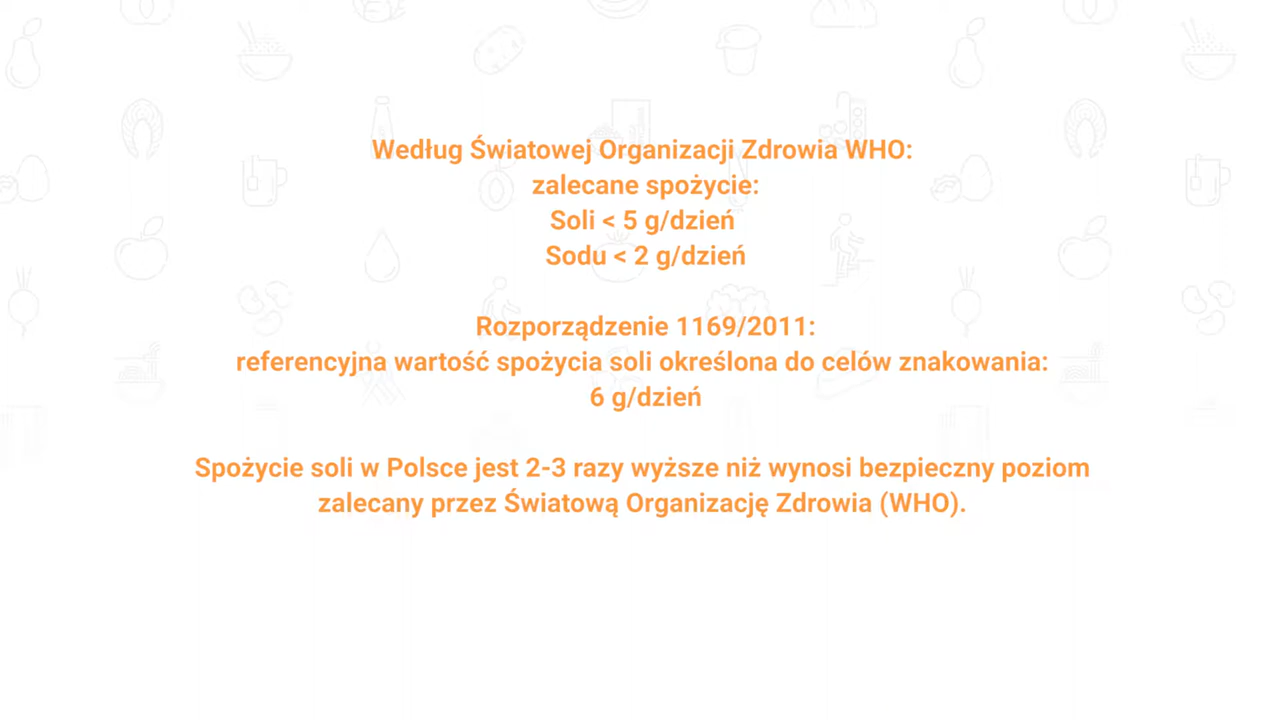 Według Światowej Organizacji Zdrowia WHO:
zalecane spożycie:
Soli < 5 g/dzień
Sodu < 2 g/dzień
Rozporządzenie 1169/2011:
referencyjna wartość spożycia soli określona do celów znakowania:
6 g/dzień
Spożycie soli w Polsce jest 2-3 razy wyższe niż wynosi bezpieczny poziom
zalecany przez Światową Organizację Zdrowia (WHO).